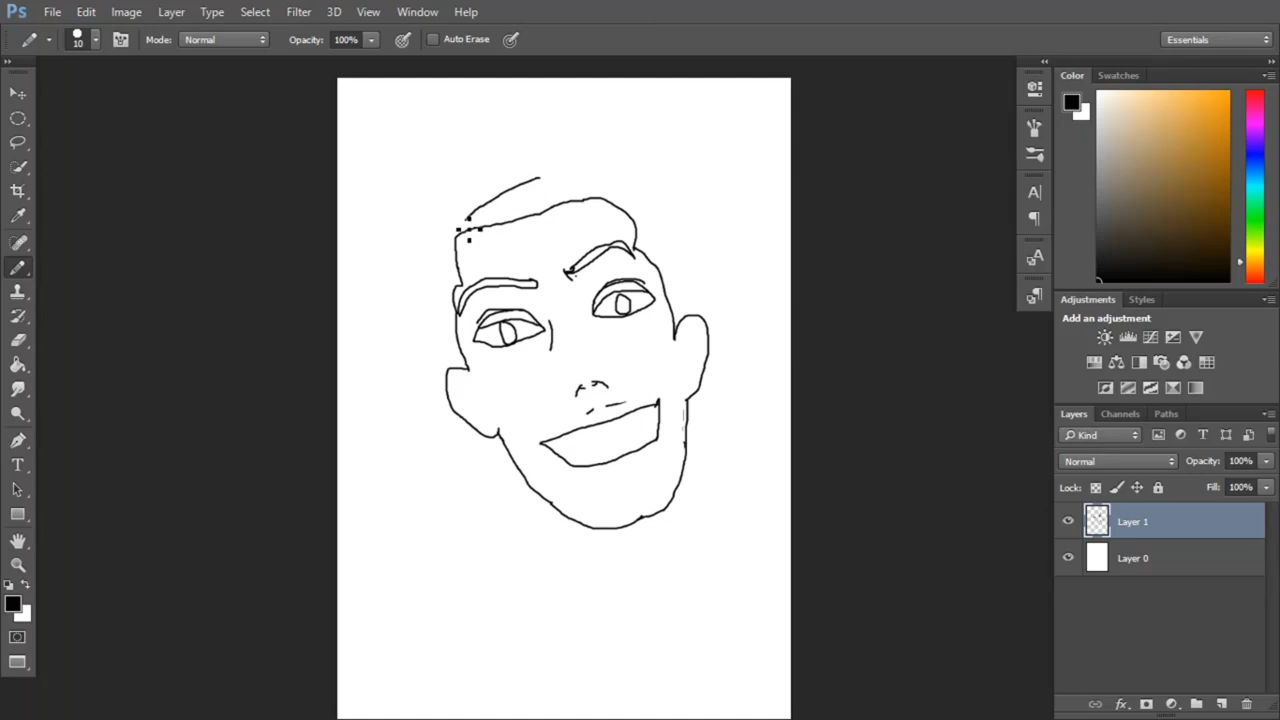 Ps File Edit Image Layer Type Select Filter 3D View Window Help
10 Mode: Normal Opacity: 100% Auto Erase Essentials
Color Swatches
Adjustments Styles
Add an adjustment
Layers Channels Paths
Kind
Normal Opacity: 100%
Lock: Fill: 100%
Layer 1
Layer 0